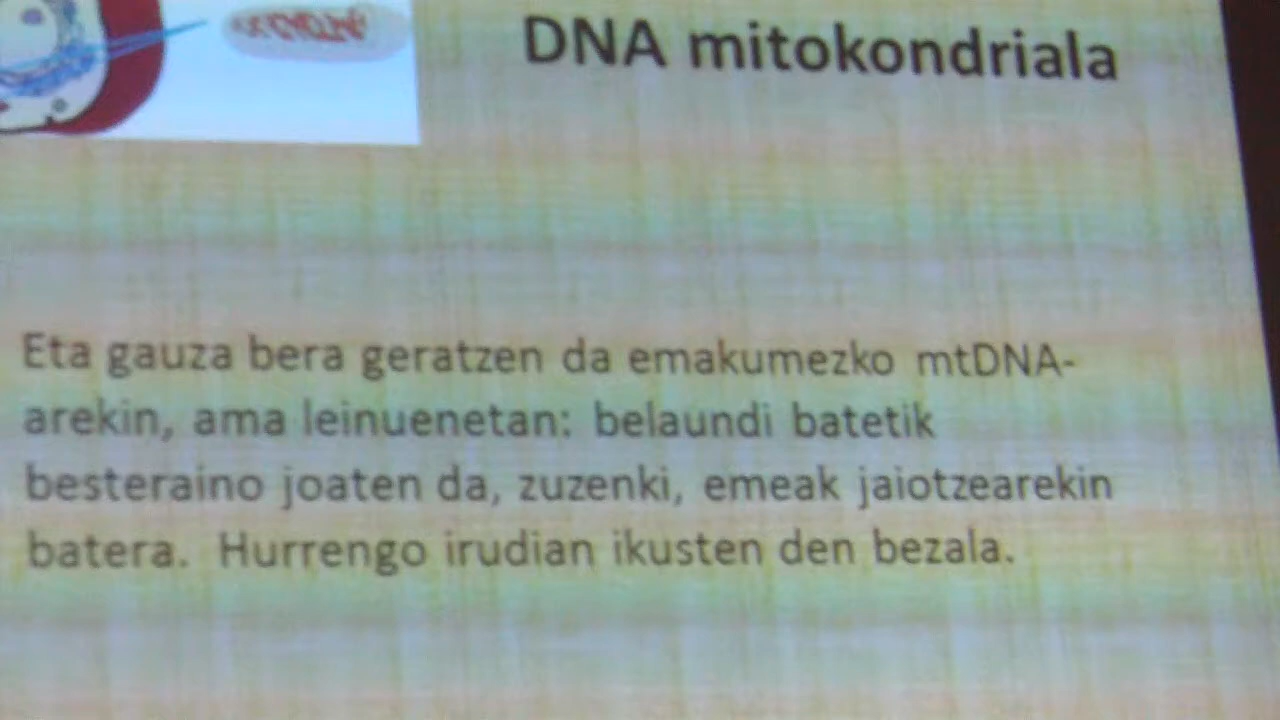 DNA mitokondriala
Eta gauza bera geratzen da emakumezko mtDNA-
arekin, ama leinuenetan: belaundi batetik
besteraino joaten da, zuzenki, emeak jaiotzearekin
batera. Hurrengo irudian ikusten den bezala.